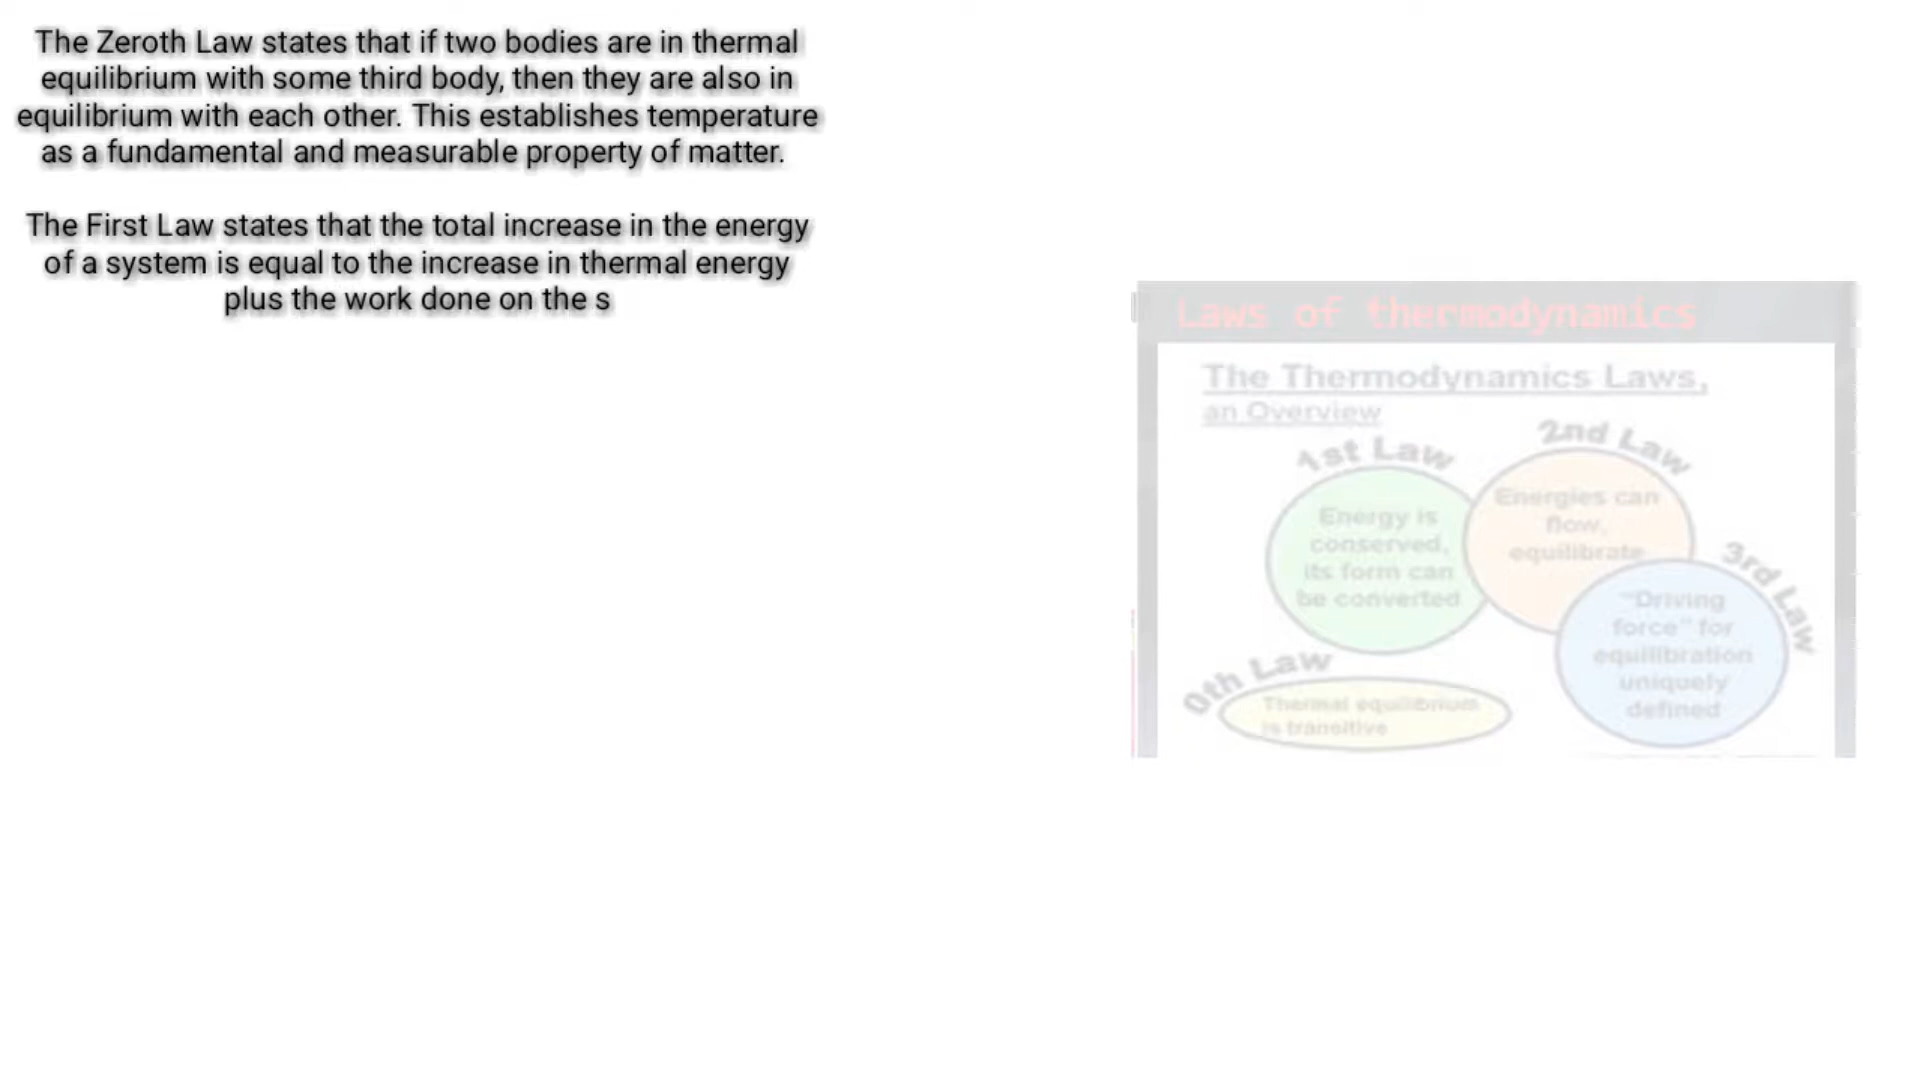 The Zeroth Law states that if two bodies are in thermal
equilibrium with some third body, then they are also in
equilibrium with each other. This establishes temperature
as a fundamental and measurable property of matter.
The First Law states that the total increase in the energy
of a system is equal to the increase in thermal energy
plus the work done on the s
Laws of thermodynamics
The Thermodynamics Laws,
an Overview
1st Law
Energy is
conserved,
its form can
be converted
2nd Law
Energies can
flow,
equilibrate
3rd Law
"Driving
force" for
equilibration
uniquely
defined
0th Law
Thermal equilibrium
is transitive